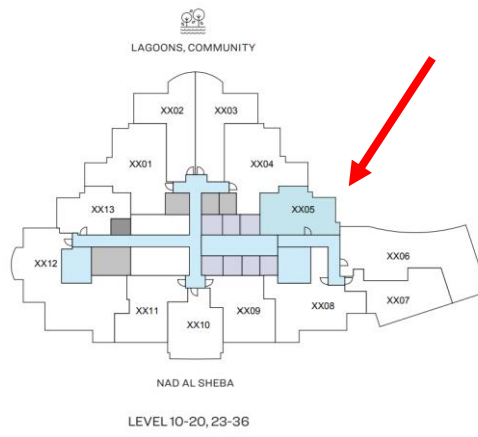 LAGOONS, COMMUNITY
XX02 XX03
XX01 XX04
XX13 XX05
XX12 XX06
XX07
XX11 XX10 XX09 XX08
NAD AL SHEBA
LEVEL 10-20, 23-36